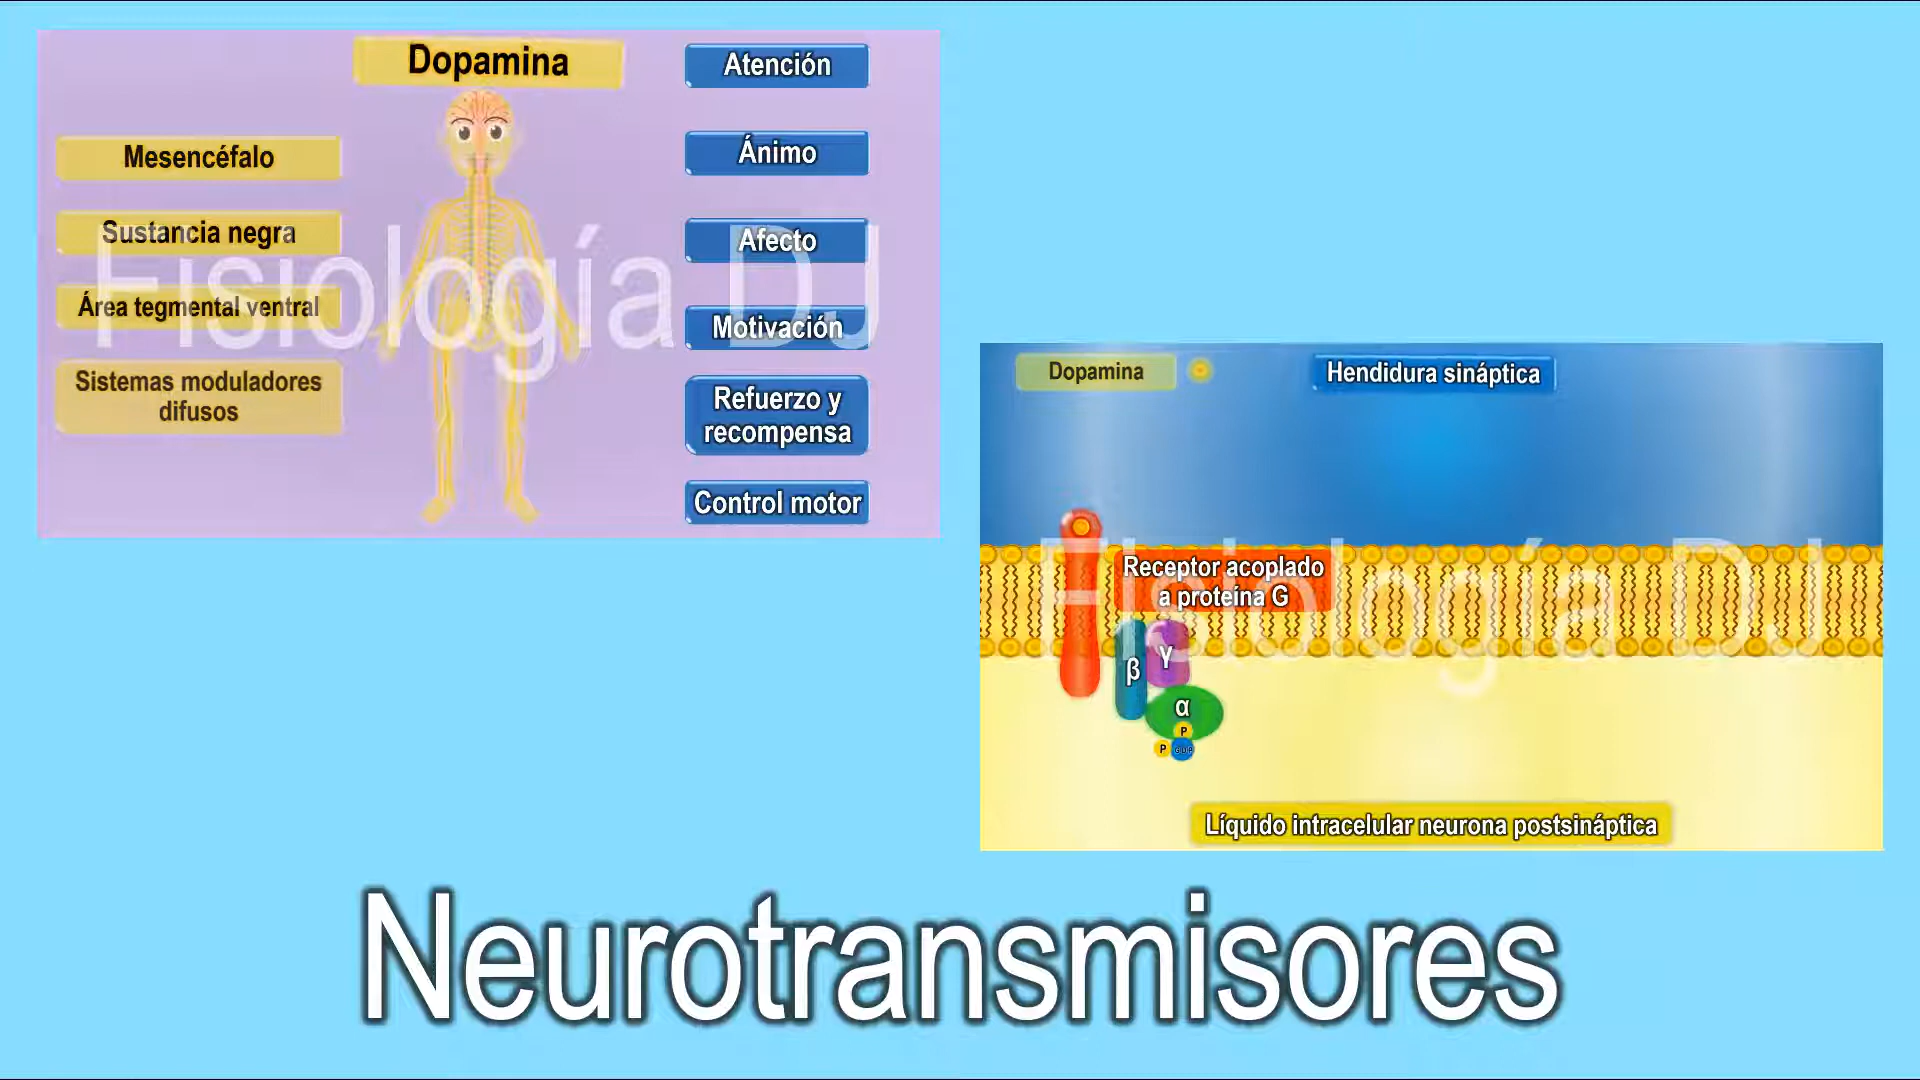 Dopamina
Mesencéfalo
Sustancia negra
Área tegmental ventral
Sistemas moduladores
difusos
Atención
Ánimo
Afecto
Motivación
Refuerzo y
recompensa
Control motor
Fisiología DJ
Dopamina
Hendidura sináptica
Receptor acoplado
a proteína G
β
γ
α
P
P
Líquido intracelular neurona postsináptica
Fisiología DJ
Neurotransmisores